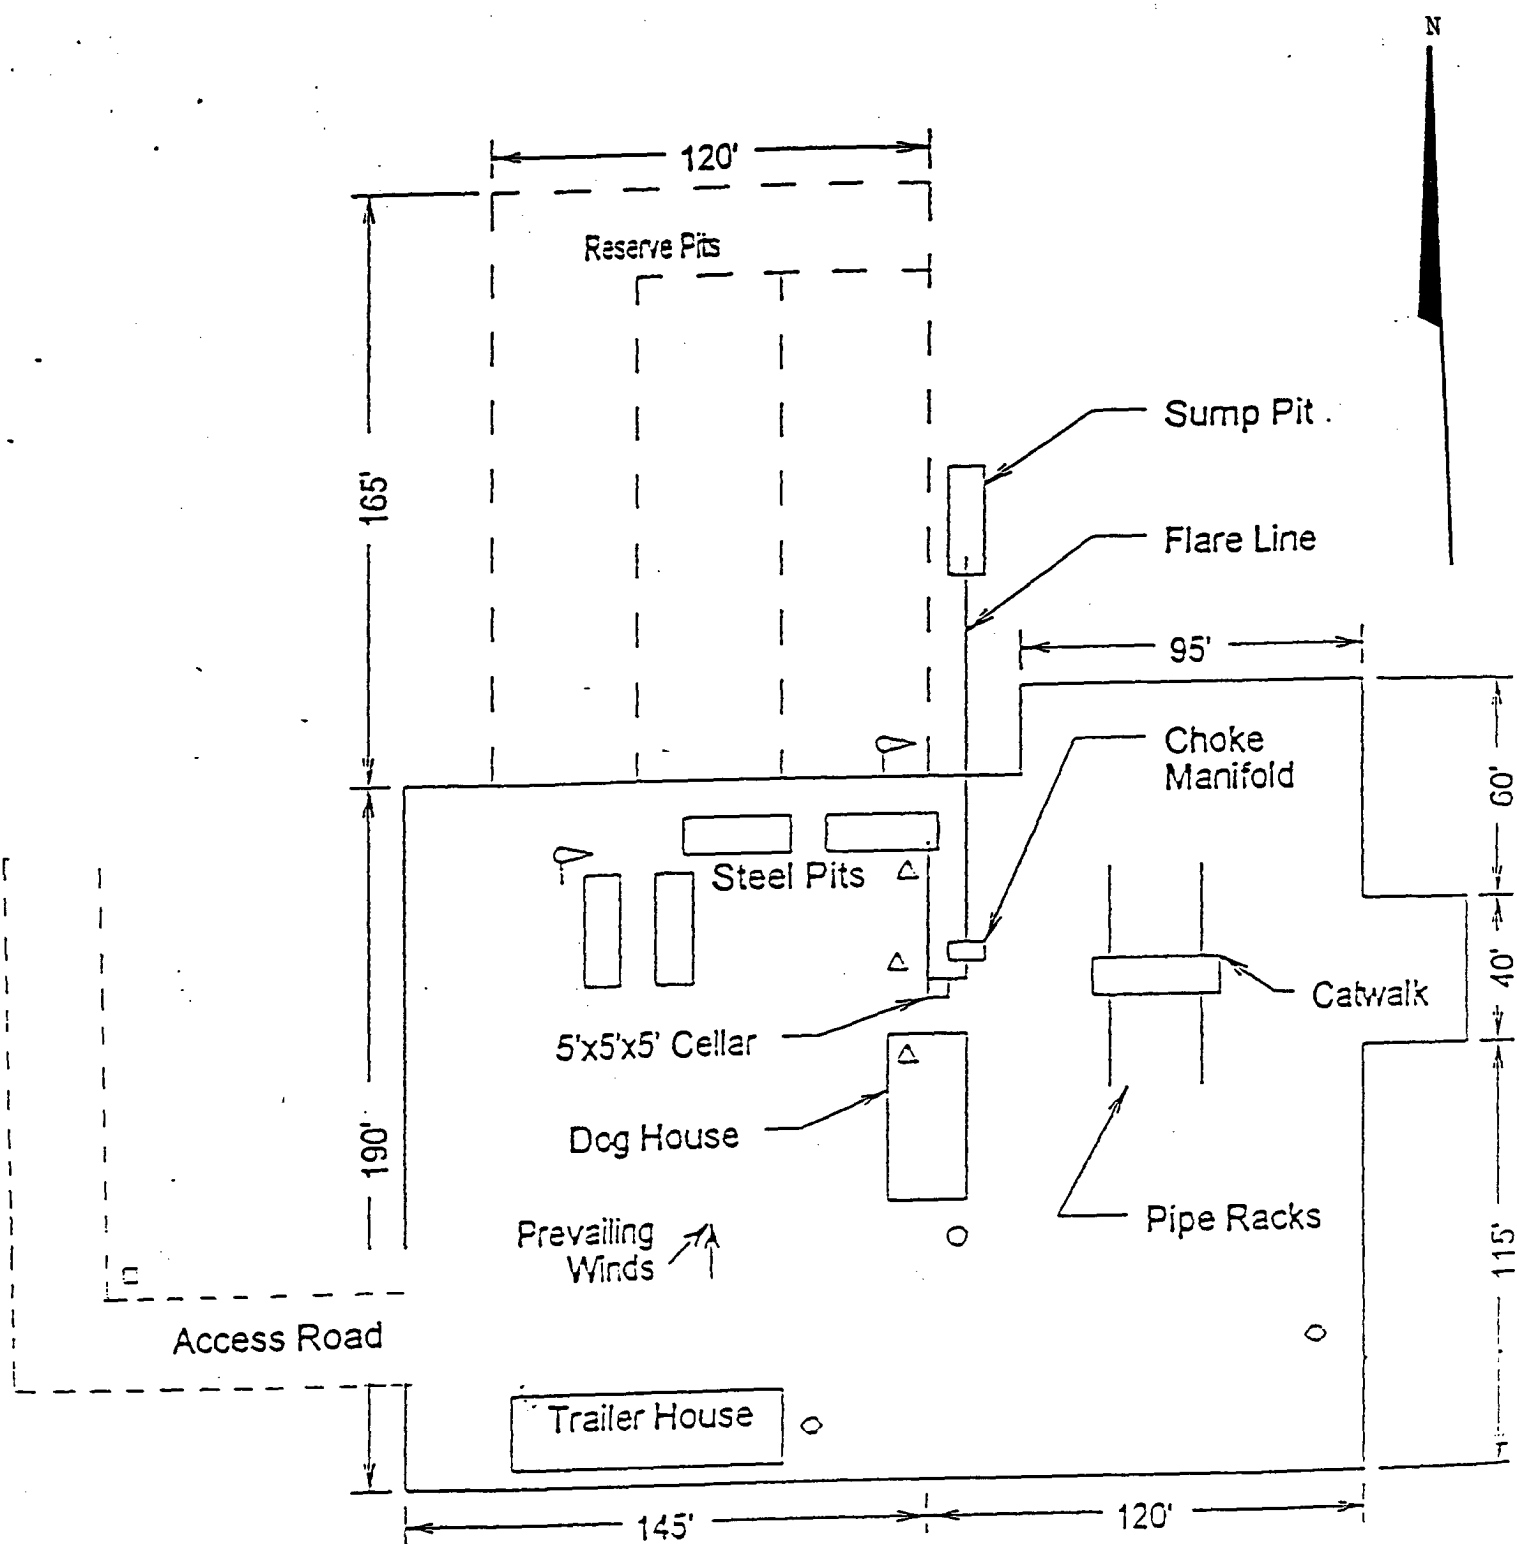 N
120'
Reserve Pits
Sump Pit
165'
Flare Line
95'
Choke
Manifold
60'
Steel Pits
40'
Catwalk
5'x5'x5' Cellar
Dog House
190'
Pipe Racks
Prevailing
Winds
115'
Access Road
Trailer House
145'
120'